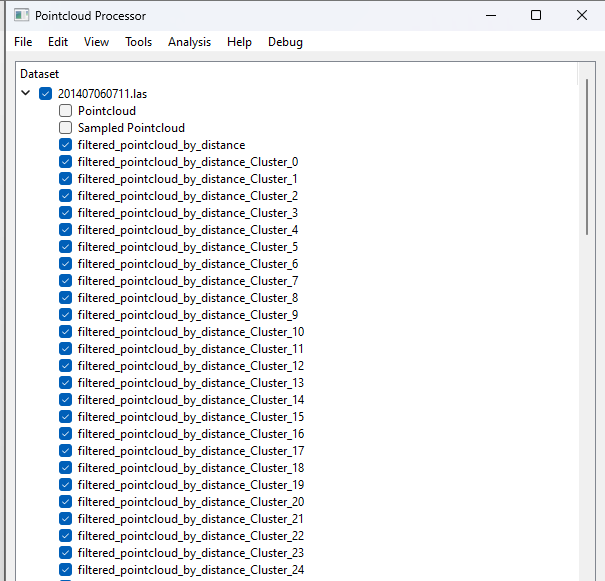 Pointcloud Processor
File Edit View Tools Analysis Help Debug
Dataset
201407060711.las
Pointcloud
Sampled Pointcloud
filtered_pointcloud_by_distance
filtered_pointcloud_by_distance_Cluster_0
filtered_pointcloud_by_distance_Cluster_1
filtered_pointcloud_by_distance_Cluster_2
filtered_pointcloud_by_distance_Cluster_3
filtered_pointcloud_by_distance_Cluster_4
filtered_pointcloud_by_distance_Cluster_5
filtered_pointcloud_by_distance_Cluster_6
filtered_pointcloud_by_distance_Cluster_7
filtered_pointcloud_by_distance_Cluster_8
filtered_pointcloud_by_distance_Cluster_9
filtered_pointcloud_by_distance_Cluster_10
filtered_pointcloud_by_distance_Cluster_11
filtered_pointcloud_by_distance_Cluster_12
filtered_pointcloud_by_distance_Cluster_13
filtered_pointcloud_by_distance_Cluster_14
filtered_pointcloud_by_distance_Cluster_15
filtered_pointcloud_by_distance_Cluster_16
filtered_pointcloud_by_distance_Cluster_17
filtered_pointcloud_by_distance_Cluster_18
filtered_pointcloud_by_distance_Cluster_19
filtered_pointcloud_by_distance_Cluster_20
filtered_pointcloud_by_distance_Cluster_21
filtered_pointcloud_by_distance_Cluster_22
filtered_pointcloud_by_distance_Cluster_23
filtered_pointcloud_by_distance_Cluster_24